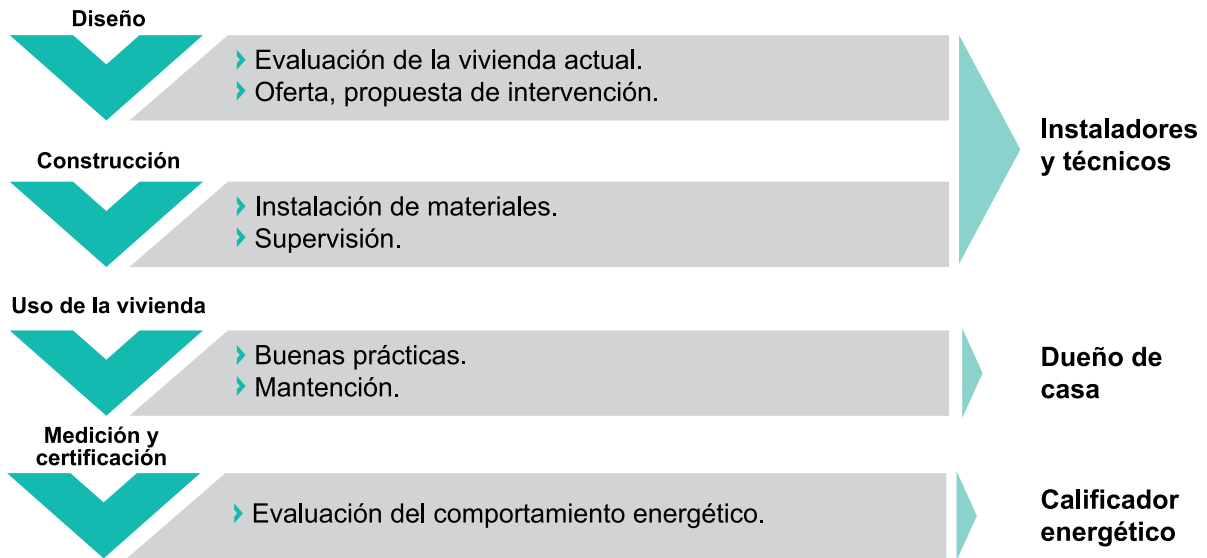 Diseño
Evaluación de la vivienda actual.
Oferta, propuesta de intervención.
Construcción
Instalación de materiales.
Supervisión.
Instaladores
y técnicos
Uso de la vivienda
Buenas prácticas.
Mantención.
Dueño de
casa
Medición y
certificación
Evaluación del comportamiento energético.
Calificador
energético